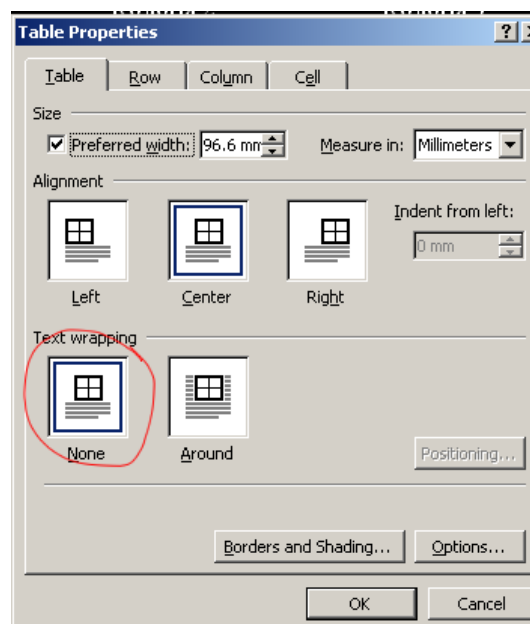 Table Properties
Table Row Column Cell
Size
Preferred width: 96.6 mm Measure in: Millimeters
Alignment
Indent from left:
0 mm
Left Center Right
Text wrapping
None Around Positioning...
Borders and Shading... Options...
OK Cancel